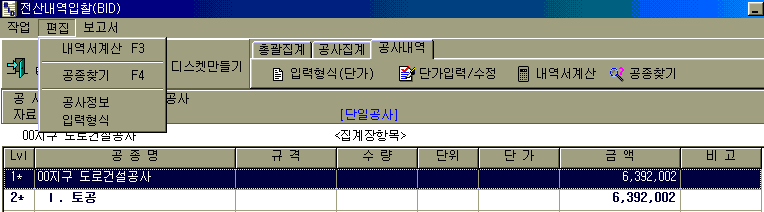 전산내역입찰(BID)
작업 편집 보고서
내역서계산 F3
공종찾기 F4
공사정보
입력형식
디스켓만들기
총괄집계 공사집계 공사내역
입력형식(단가) 단가입력/수정 내역서계산 공종찾기
공 사 공사
자료 [단일공사]
00지구 도로건설공사 <집계장항목>
Lvl 공 종 명 규 격 수 량 단위 단 가 금 액 비 고
1* 00지구 도로건설공사 6,392,002
2* Ⅰ. 토공 6,392,002